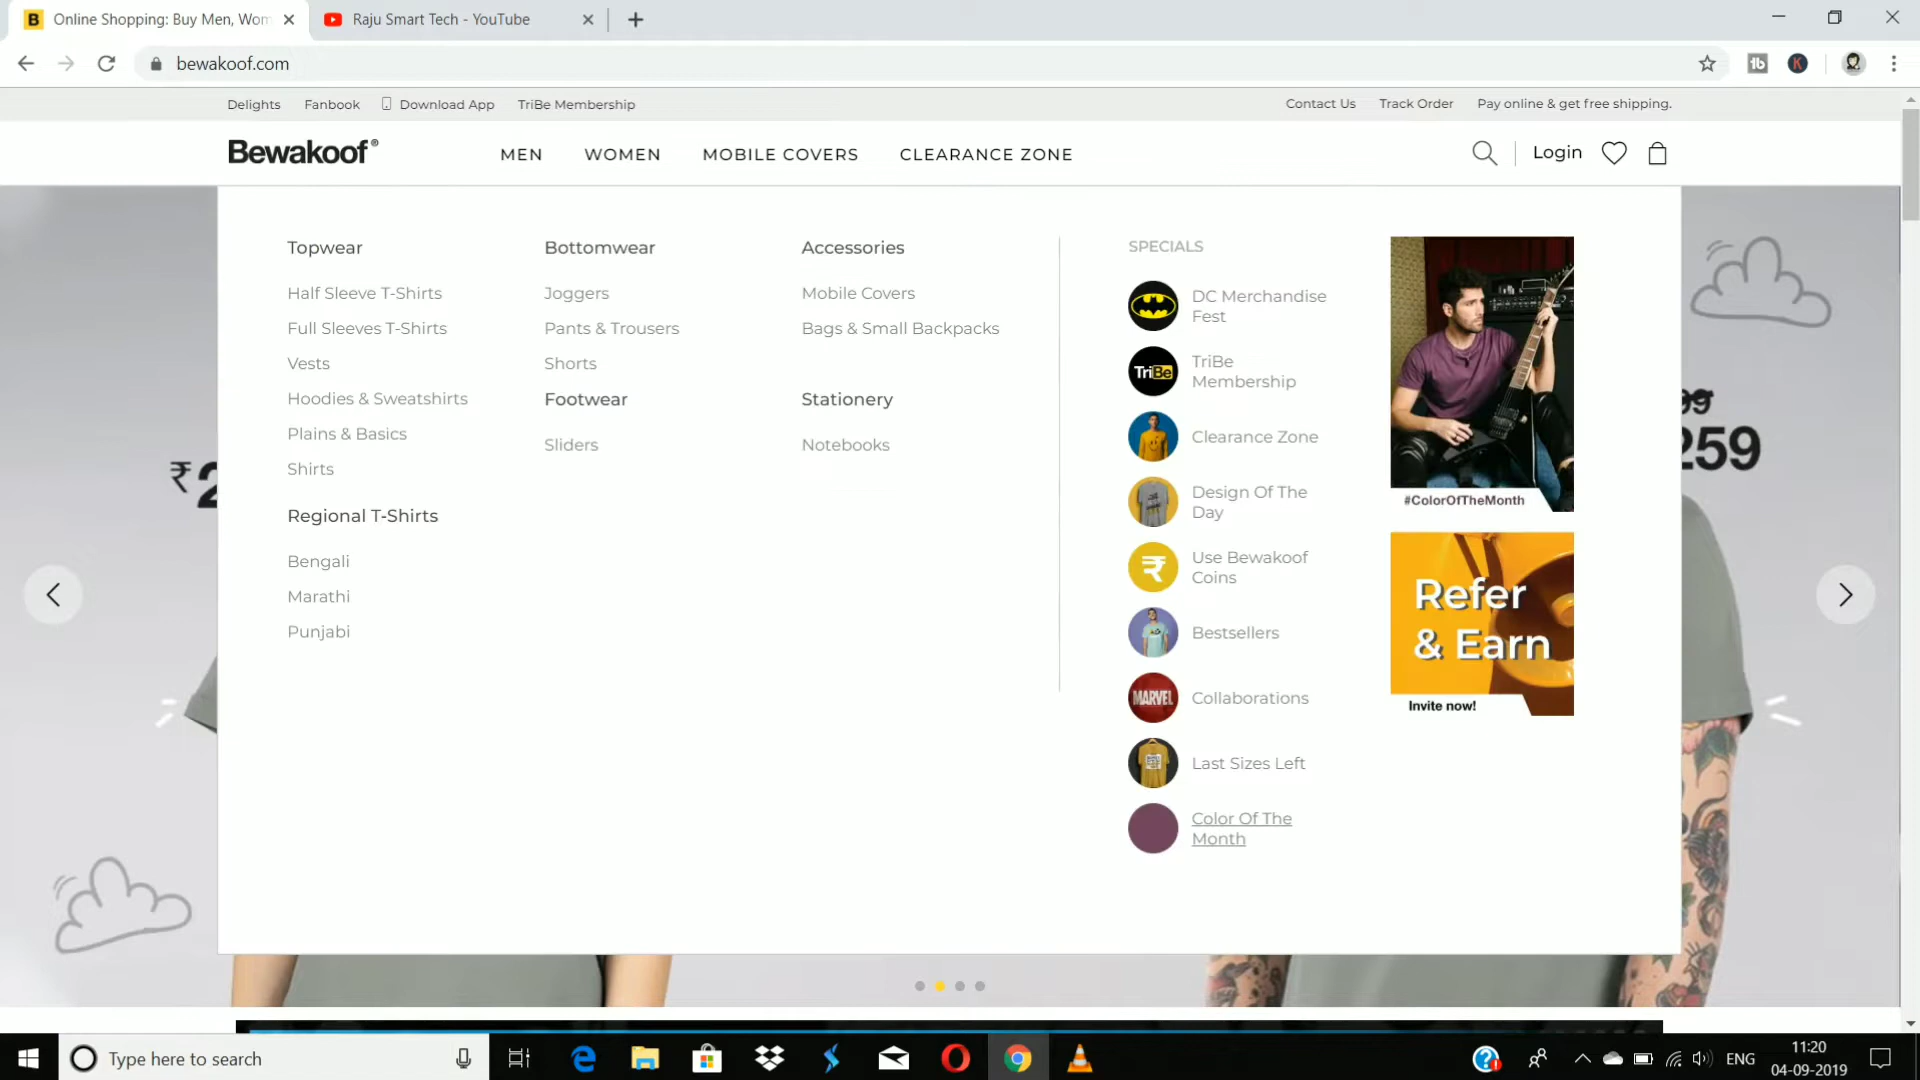 Online Shopping: Buy Men, Wom
Raju Smart Tech - YouTube
bewakoof.com
Delights Fanbook Download App TriBe Membership
Contact Us Track Order Pay online & get free shipping.
Bewakoof®
MEN WOMEN MOBILE COVERS CLEARANCE ZONE
Login
Topwear
Half Sleeve T-Shirts
Full Sleeves T-Shirts
Vests
Hoodies & Sweatshirts
Plains & Basics
Shirts
Regional T-Shirts
Bengali
Marathi
Punjabi
Bottomwear
Joggers
Pants & Trousers
Shorts
Footwear
Sliders
Accessories
Mobile Covers
Bags & Small Backpacks
Stationery
Notebooks
SPECIALS
DC Merchandise
Fest
TriBe
TriBe
Membership
Clearance Zone
Design Of The
Day
₹
Use Bewakoof
Coins
Bestsellers
MARVEL
Collaborations
Last Sizes Left
Color Of The
Month
#ColorOfTheMonth
Refer
& Earn
Invite now!
₹2
99
259
Type here to search
ENG
11:20
04-09-2019